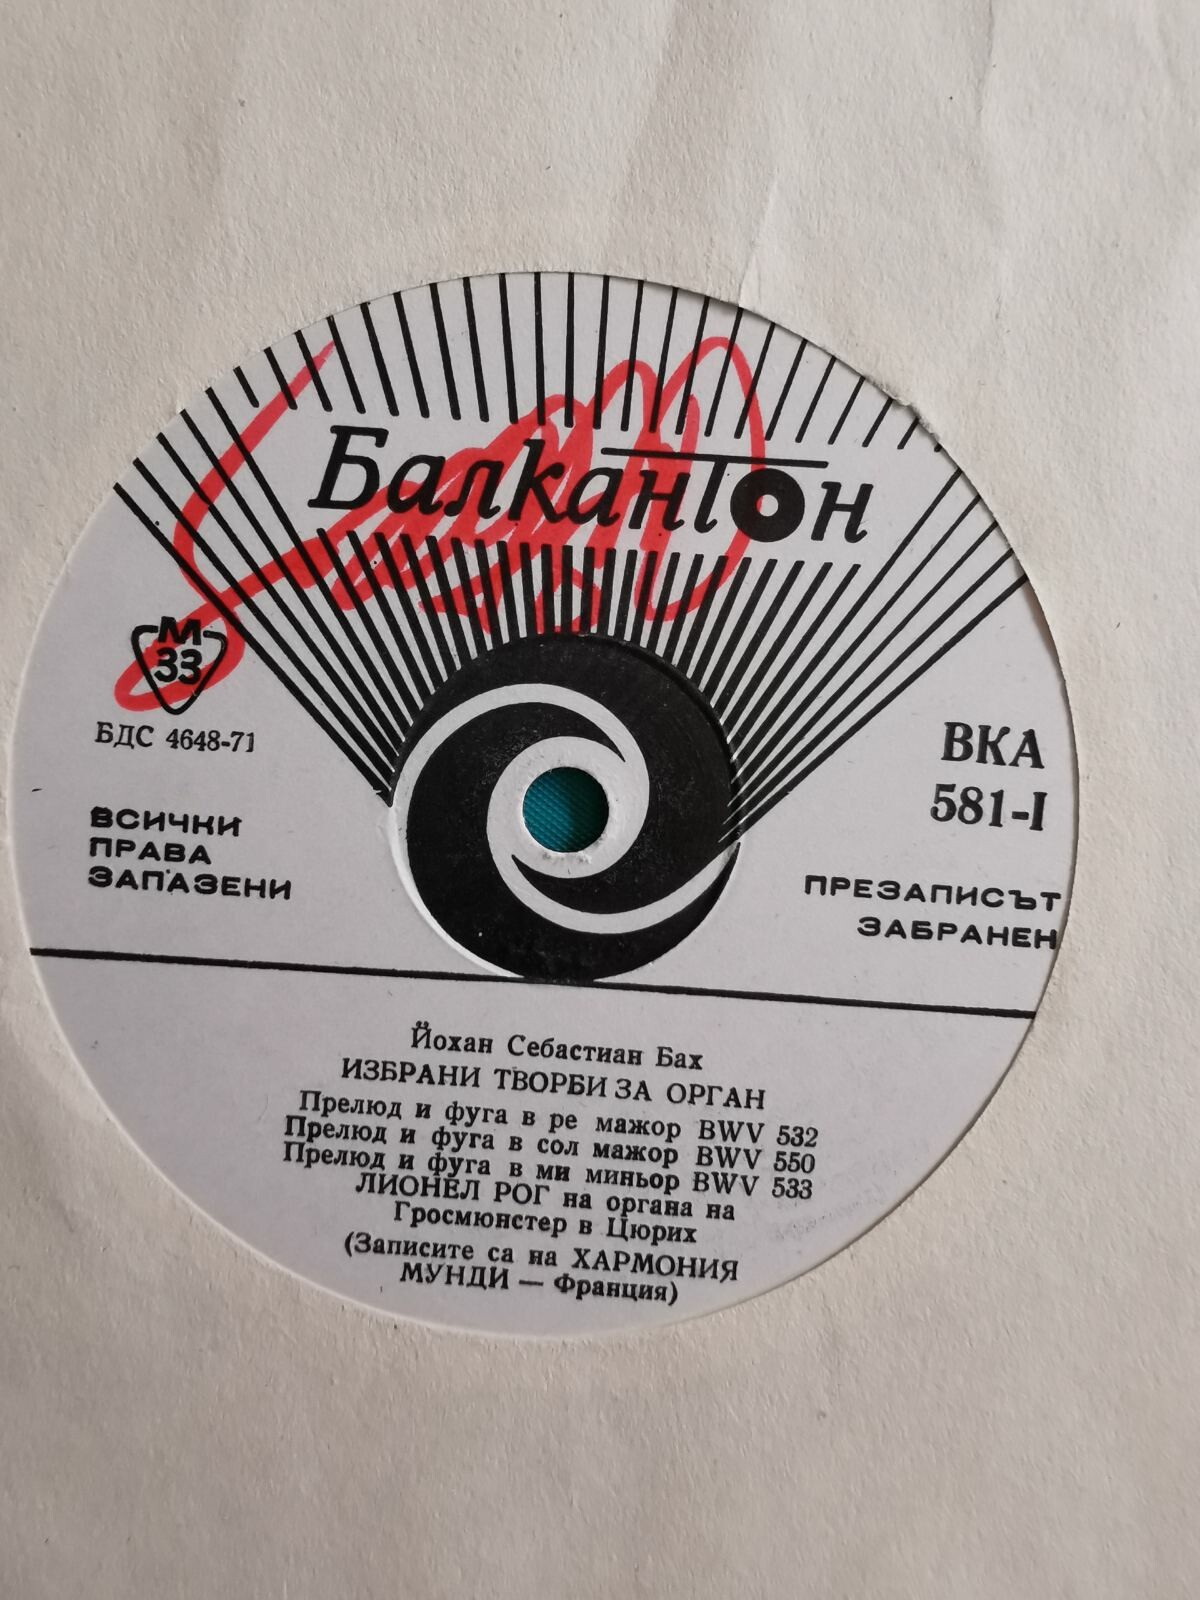 Балкантон
М
33
БДС 4648-71
ВКА
581-I
ВСИЧКИ
ПРАВА
ЗАПАЗЕНИ
ПРЕЗАПИСЪТ
ЗАБРАНЕН
Йохан Себастиан Бах
ИЗБРАНИ ТВОРБИ ЗА ОРГАН
Прелюд и фуга в ре мажор BWV 532
Прелюд и фуга в сол мажор BWV 550
Прелюд и фуга в ми миньор BWV 533
ЛИОНЕЛ РОГ на органа на
Гросмюнстер в Цюрих
(Записите са на ХАРМОНИЯ
МУНДИ — Франция)